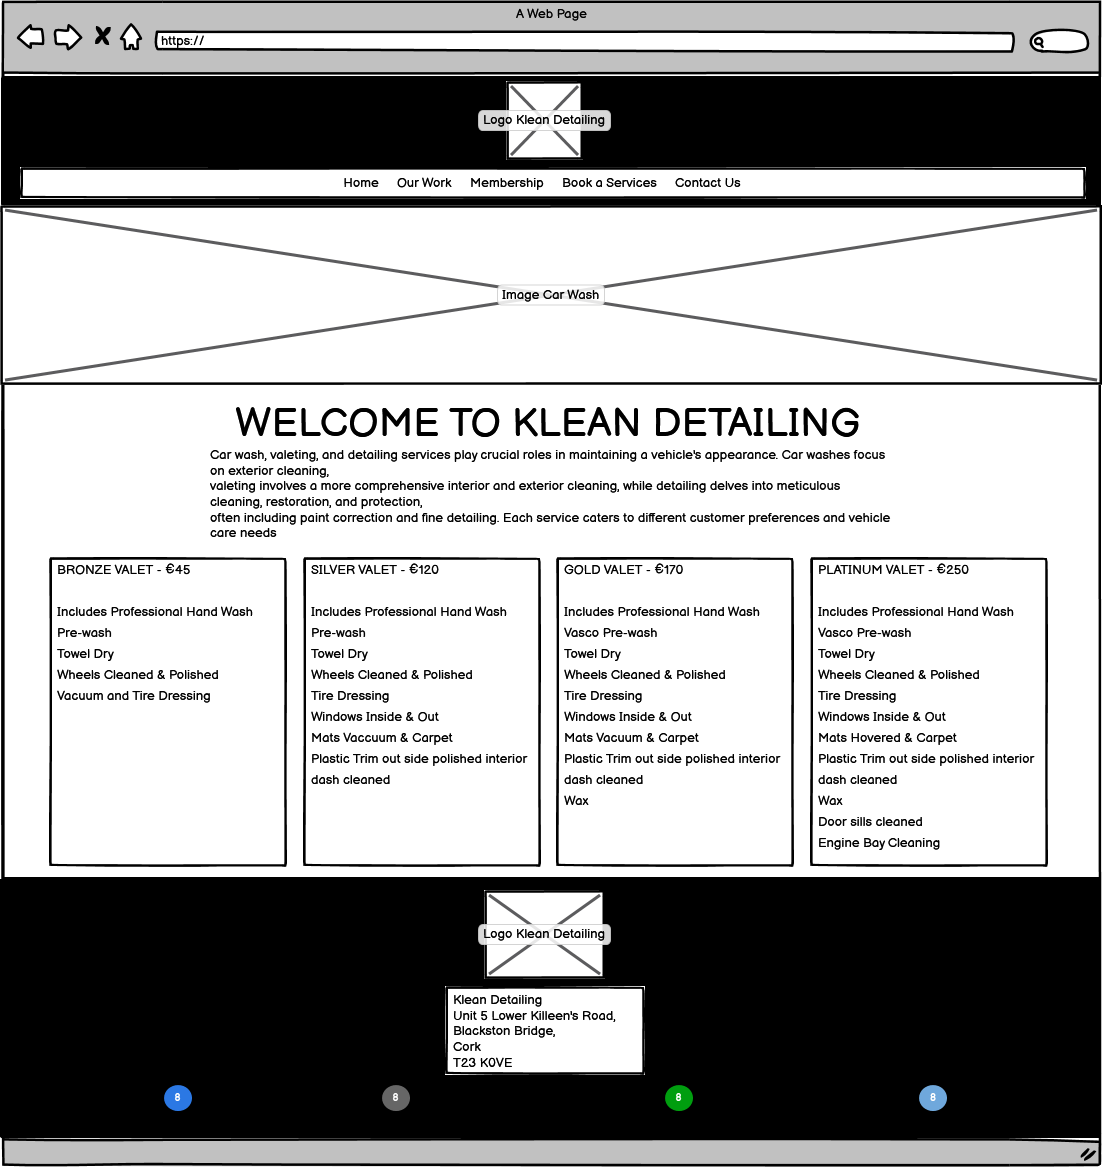 A Web Page
https://
Logo Klean Detailing
Home Our Work Membership Book a Services Contact Us
Image Car Wash
WELCOME TO KLEAN DETAILING
Car wash, valeting, and detailing services play crucial roles in maintaining a vehicle's appearance. Car washes focus
on exterior cleaning,
valeting involves a more comprehensive interior and exterior cleaning, while detailing delves into meticulous
cleaning, restoration, and protection,
often including paint correction and fine detailing. Each service caters to different customer preferences and vehicle
care needs
BRONZE VALET - €45
Includes Professional Hand Wash
Pre-wash
Towel Dry
Wheels Cleaned & Polished
Vacuum and Tire Dressing
SILVER VALET - €120
Includes Professional Hand Wash
Pre-wash
Towel Dry
Wheels Cleaned & Polished
Tire Dressing
Windows Inside & Out
Mats Vaccuum & Carpet
Plastic Trim out side polished interior
dash cleaned
GOLD VALET - €170
Includes Professional Hand Wash
Vasco Pre-wash
Towel Dry
Wheels Cleaned & Polished
Tire Dressing
Windows Inside & Out
Mats Vacuum & Carpet
Plastic Trim out side polished interior
dash cleaned
Wax
PLATINUM VALET - €250
Includes Professional Hand Wash
Vasco Pre-wash
Towel Dry
Wheels Cleaned & Polished
Tire Dressing
Windows Inside & Out
Mats Hovered & Carpet
Plastic Trim out side polished interior
dash cleaned
Wax
Door sills cleaned
Engine Bay Cleaning
Logo Klean Detailing
Klean Detailing
Unit 5 Lower Killeen's Road,
Blackston Bridge,
Cork
T23 K0VE
8 8 8 8